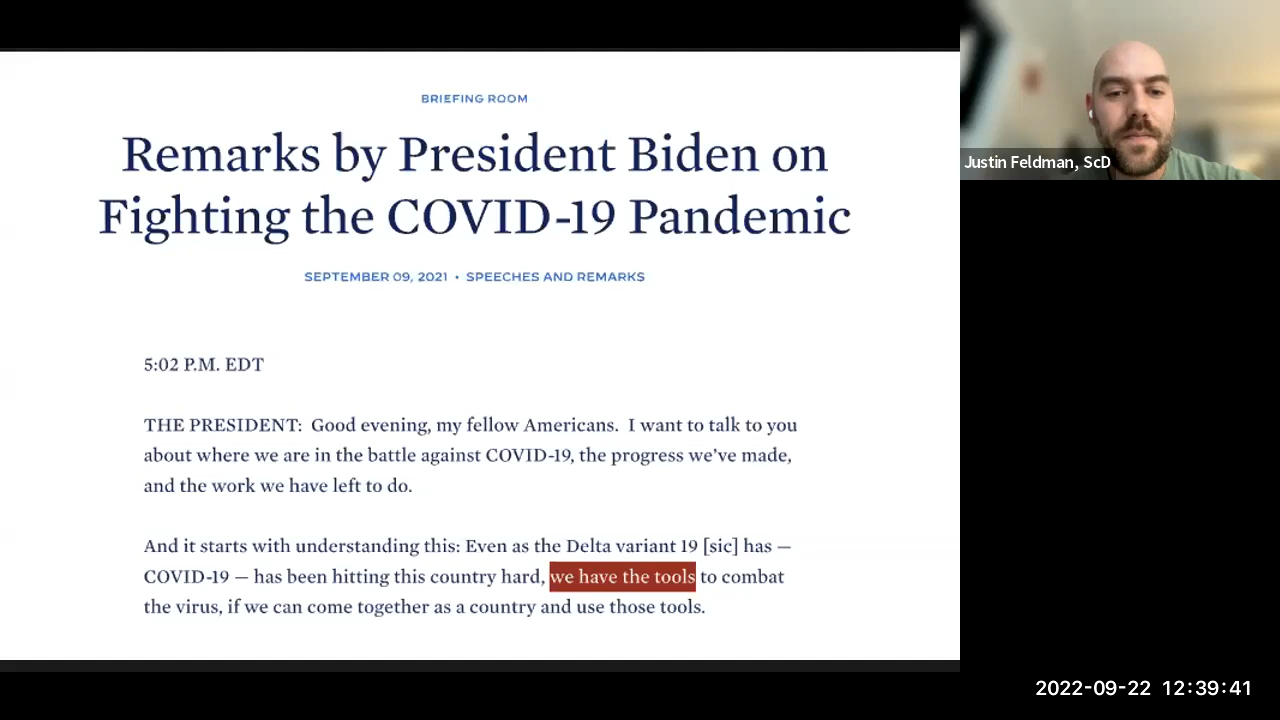 BRIEFING ROOM
Remarks by President Biden on
Fighting the COVID-19 Pandemic
SEPTEMBER 09, 2021 • SPEECHES AND REMARKS
5:02 P.M. EDT
THE PRESIDENT:  Good evening, my fellow Americans.  I want to talk to you
about where we are in the battle against COVID-19, the progress we’ve made,
and the work we have left to do.
And it starts with understanding this: Even as the Delta variant 19 [sic] has —
COVID-19 — has been hitting this country hard, we have the tools to combat
the virus, if we can come together as a country and use those tools.
Justin Feldman, ScD
2022-09-22 12:39:41